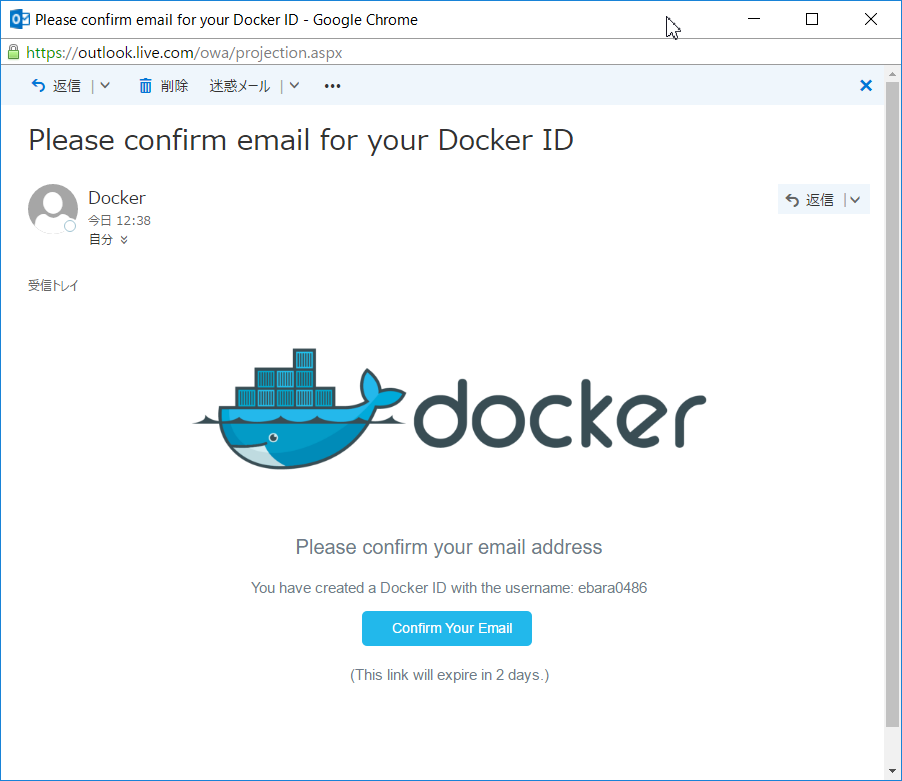 Please confirm email for your Docker ID - Google Chrome
https://outlook.live.com/owa/projection.aspx
返信 | 削除 迷惑メール | •••
Please confirm email for your Docker ID
Docker
今日 12:38
自分
返信 |
受信トレイ
docker
Please confirm your email address
You have created a Docker ID with the username: ebara0486
Confirm Your Email
(This link will expire in 2 days.)